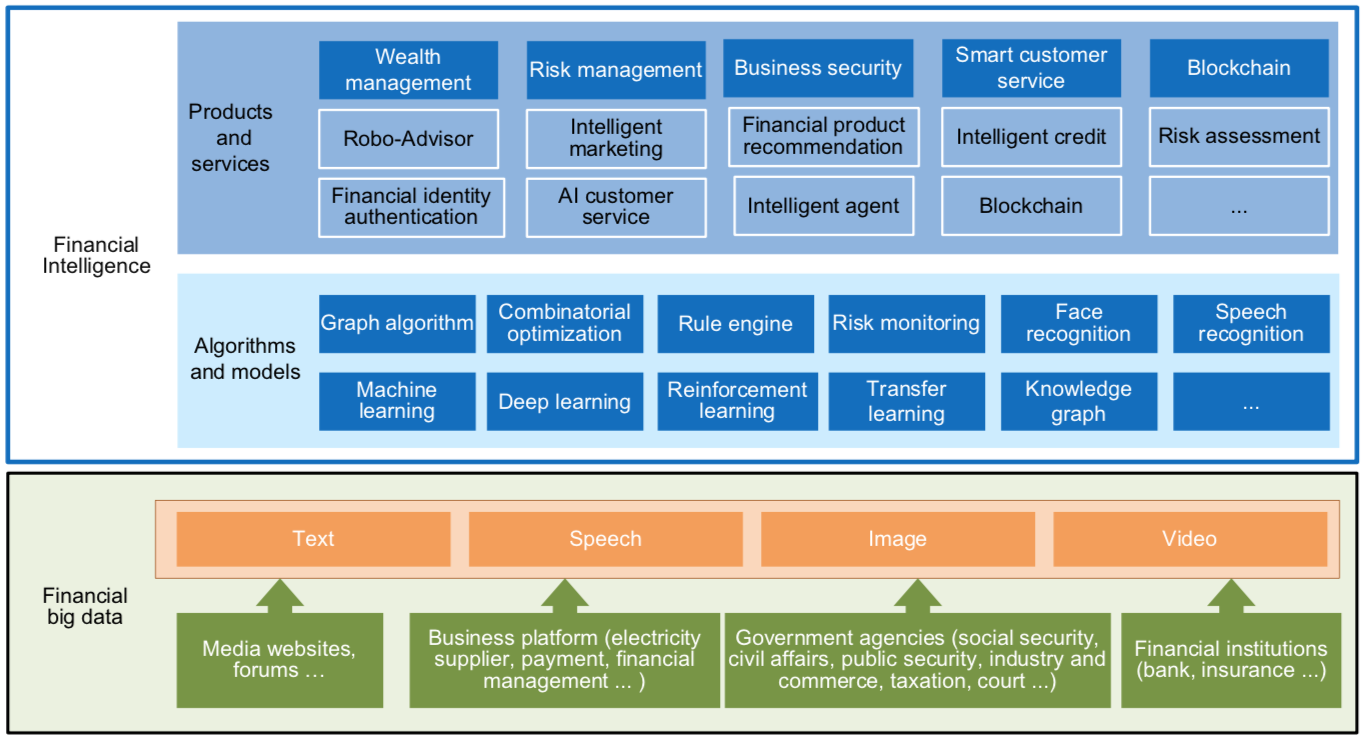 Financial
Intelligence
Products
and
services
Wealth
management
Risk management
Business security
Smart customer
service
Blockchain
Robo-Advisor
Intelligent
marketing
Financial product
recommendation
Intelligent credit
Risk assessment
Financial identity
authentication
AI customer
service
Intelligent agent
Blockchain
...
Algorithms
and models
Graph algorithm
Combinatorial
optimization
Rule engine
Risk monitoring
Face
recognition
Speech
recognition
Machine
learning
Deep learning
Reinforcement
learning
Transfer
learning
Knowledge
graph
...
Financial
big data
Text
Speech
Image
Video
Media websites,
forums ...
Business platform (electricity
supplier, payment, financial
management ... )
Government agencies (social security,
civil affairs, public security, industry and
commerce, taxation, court ...)
Financial institutions
(bank, insurance ...)